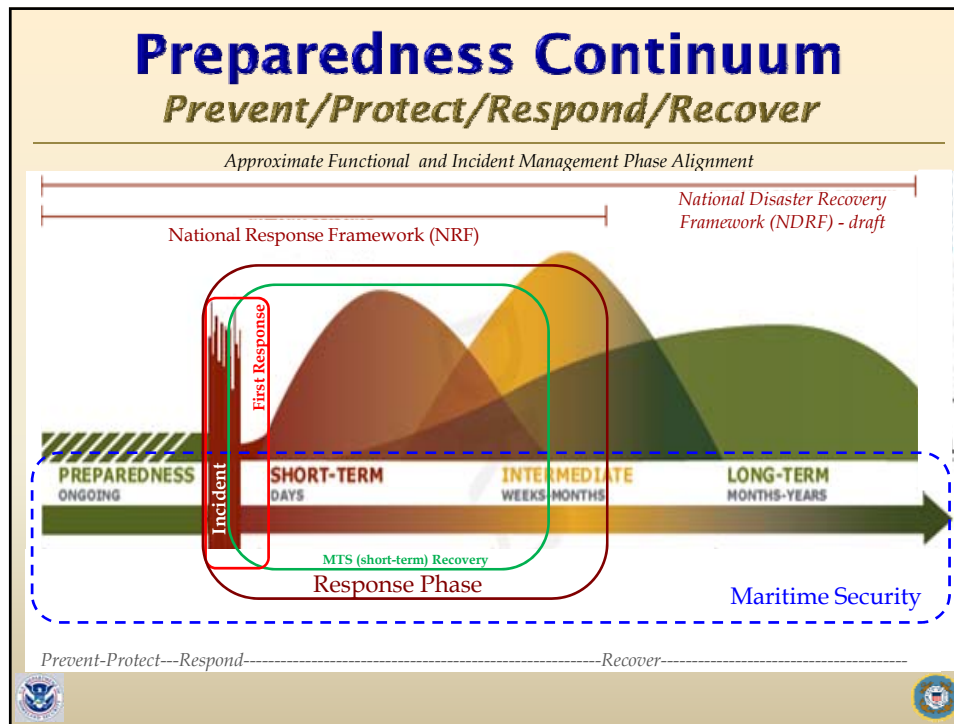 Preparedness Continuum
Prevent/Protect/Respond/Recover
Approximate Functional and Incident Management Phase Alignment
National Disaster Recovery
Framework (NDRF) - draft
National Response Framework (NRF)
First Response
Incident
PREPAREDNESS
ONGOING
SHORT-TERM
DAYS
INTERMEDIATE
WEEKS-MONTHS
LONG-TERM
MONTHS-YEARS
MTS (short-term) Recovery
Response Phase
Maritime Security
Prevent-Protect---Respond----------------------------------------------------------Recover----------------------------------------